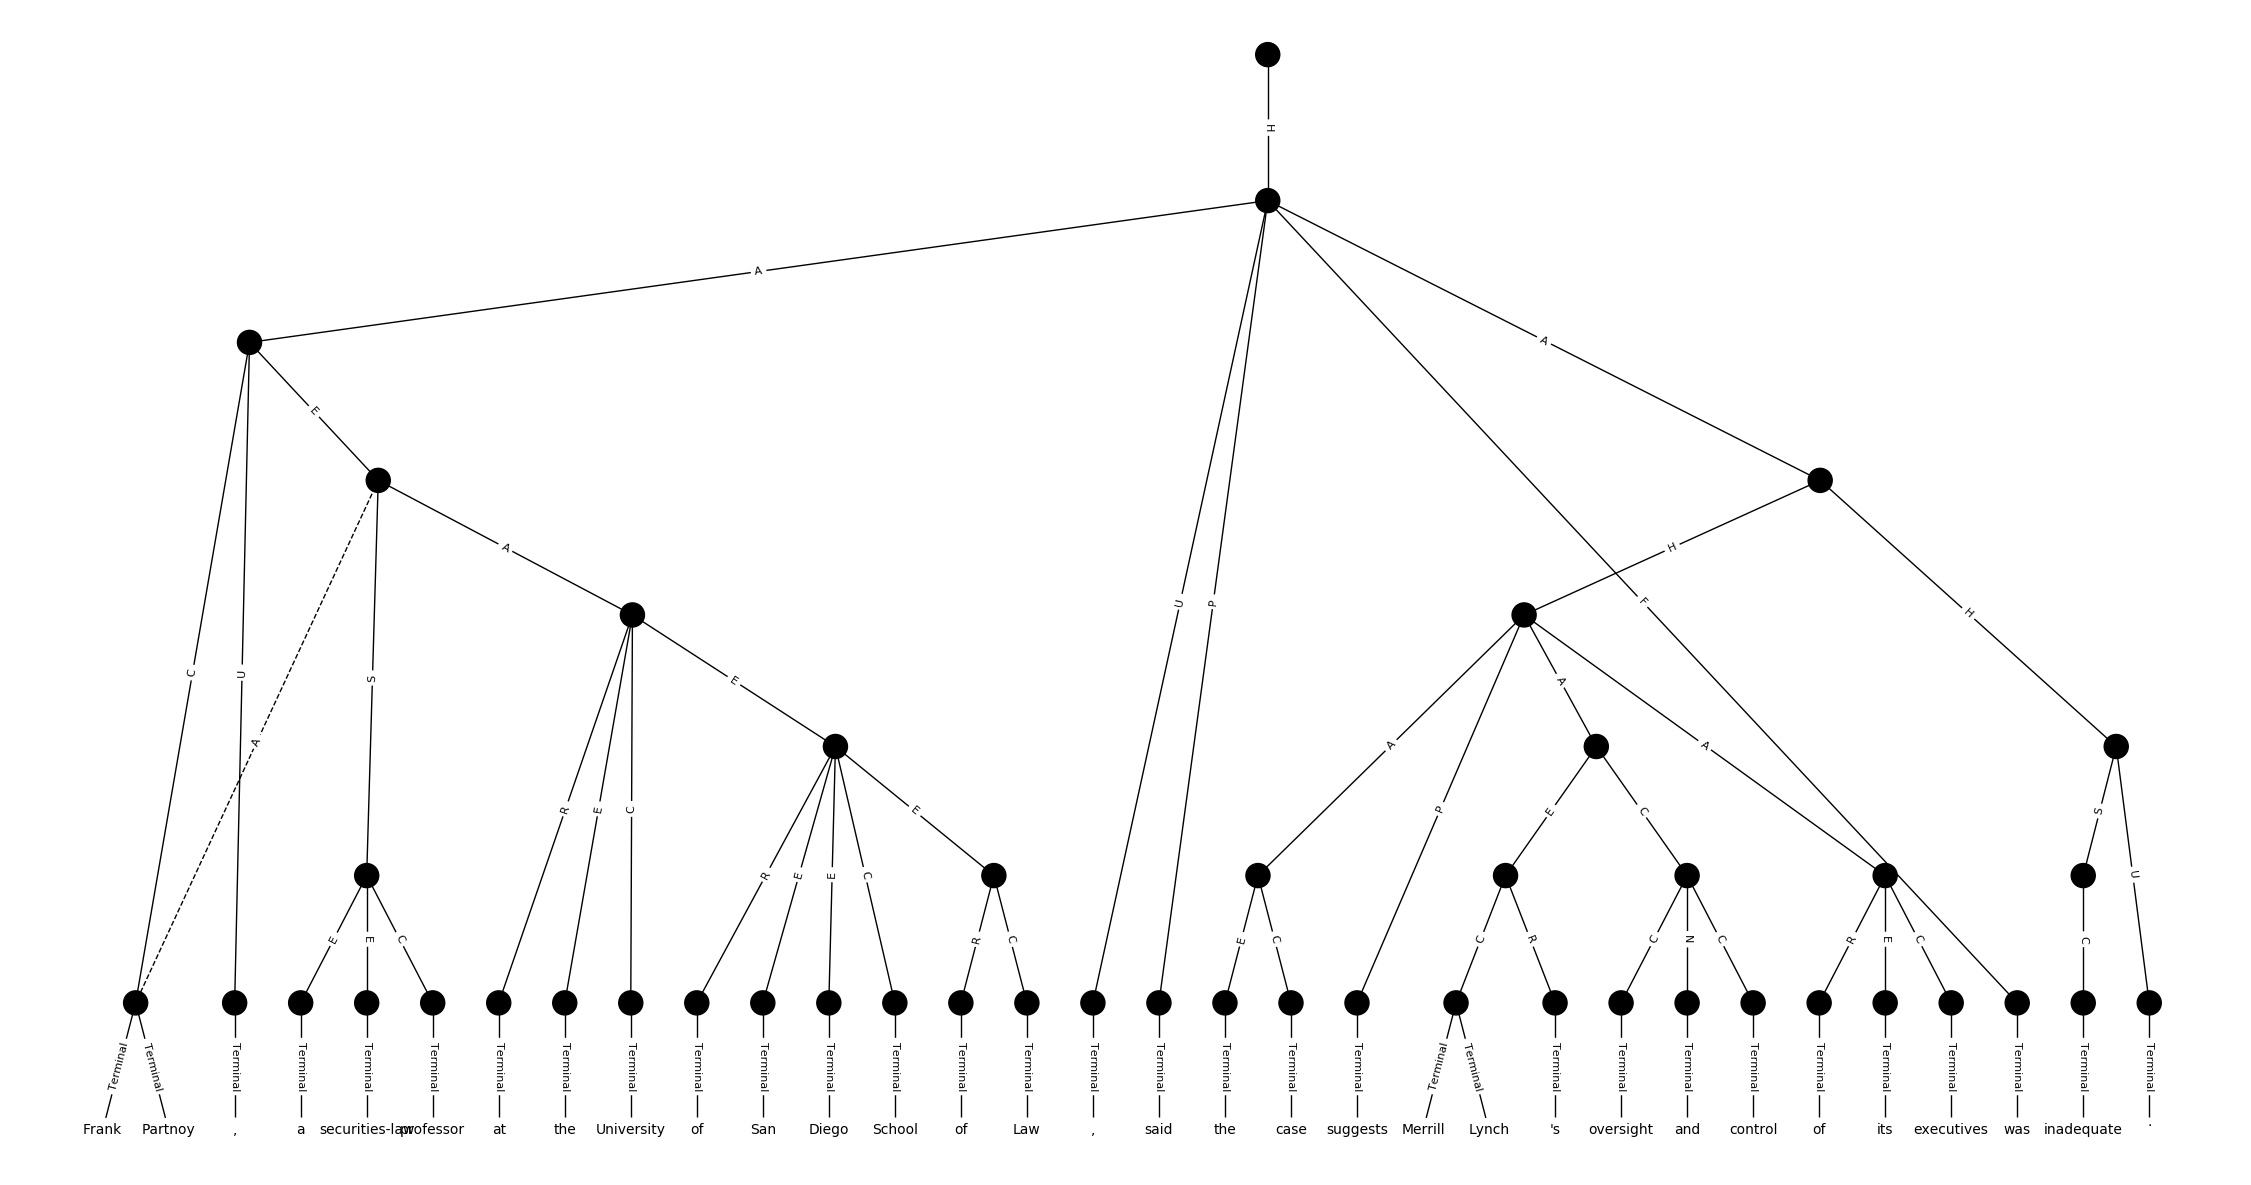 H
A
A
E
A
H
H
C
U
A
S
E
U
P
F
A
P
A
A
R
E
C
R
E
E
C
E
E
C
S
U
E
E
C
R
C
E
C
C
R
C
N
C
R
E
C
C
Terminal Terminal Terminal Terminal Terminal Terminal Terminal Terminal Terminal Terminal Terminal Terminal Terminal Terminal Terminal Terminal Terminal Terminal Terminal Terminal Terminal Terminal Terminal Terminal Terminal Terminal Terminal Terminal Terminal Terminal Terminal Terminal
Frank Partnoy , a securities-law professor at the University of San Diego School of Law , said the case suggests Merrill Lynch 's oversight and control of its executives was inadequate .